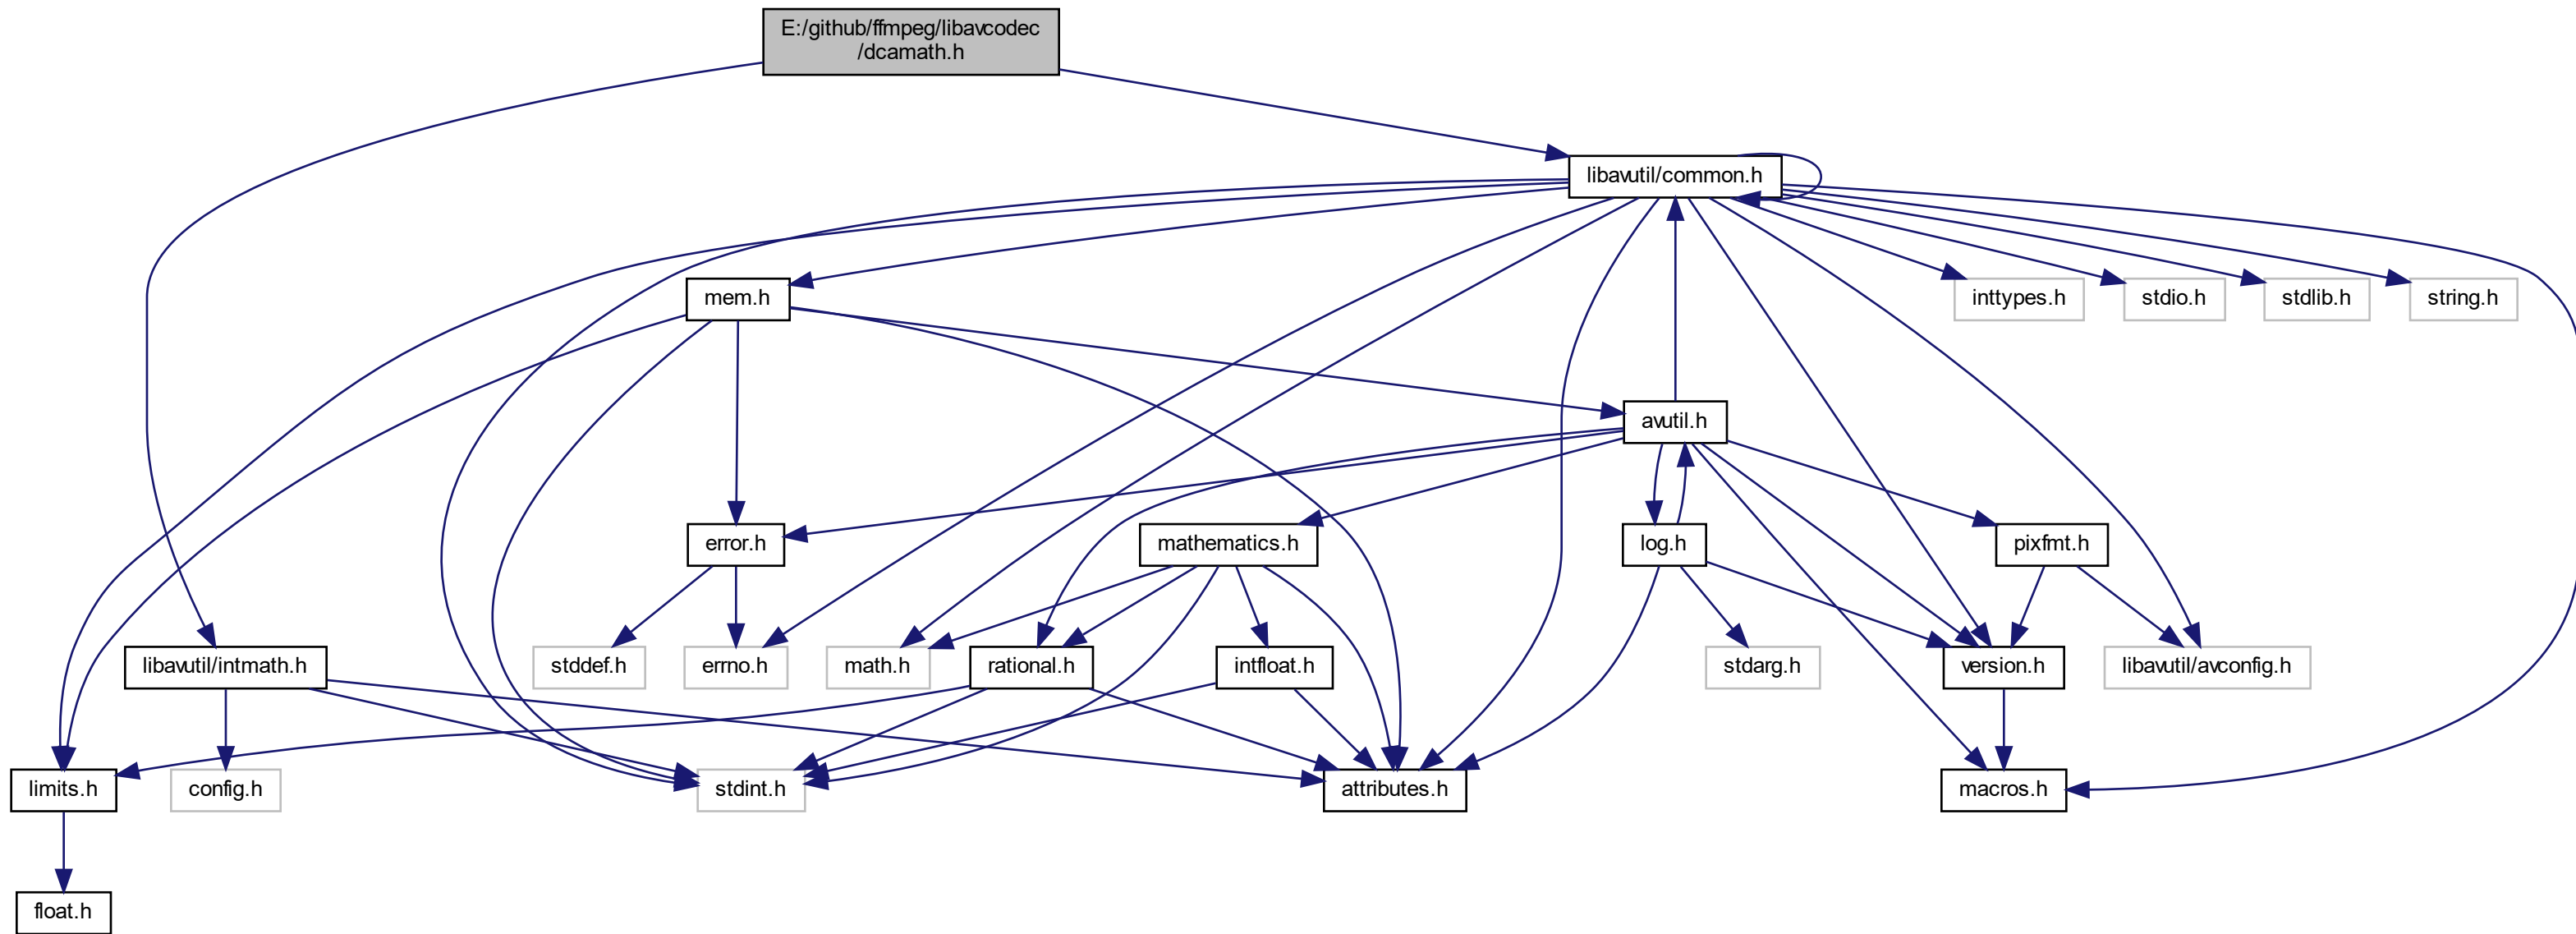 E:/github/ffmpeg/libavcodec
/dcamath.h
libavutil/common.h
mem.h
inttypes.h
stdio.h
stdlib.h
string.h
avutil.h
error.h
mathematics.h
log.h
pixfmt.h
libavutil/intmath.h
stddef.h
errno.h
math.h
rational.h
intfloat.h
stdarg.h
version.h
libavutil/avconfig.h
limits.h
config.h
stdint.h
attributes.h
macros.h
float.h